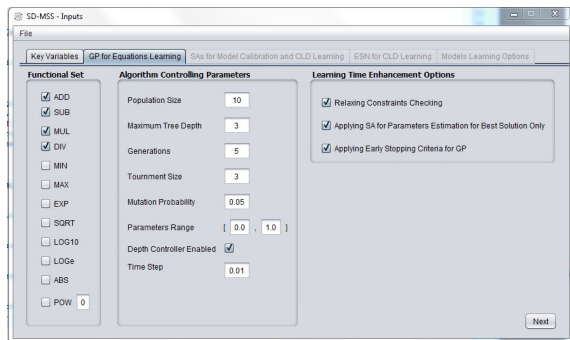 SD-MSS - Inputs
File
Key Variables GP for Equations Learning SAs for Model Calibration and CLD Learning ESN for CLD Learning Models Learning Options
Functional Set Algorithm Controlling Parameters Learning Time Enhancement Options
ADD
SUB
MUL
DIV
MIN
MAX
EXP
SQRT
LOG10
LOGe
ABS
POW 0
Population Size 10
Maximum Tree Depth 3
Generations 5
Tournment Size 3
Mutation Probability 0.05
Parameters Range [ 0.0 , 1.0 ]
Depth Controller Enabled
Time Step 0.01
Relaxing Constraints Checking
Applying SA for Parameters Estimation for Best Solution Only
Applying Early Stopping Criteria for GP
Next